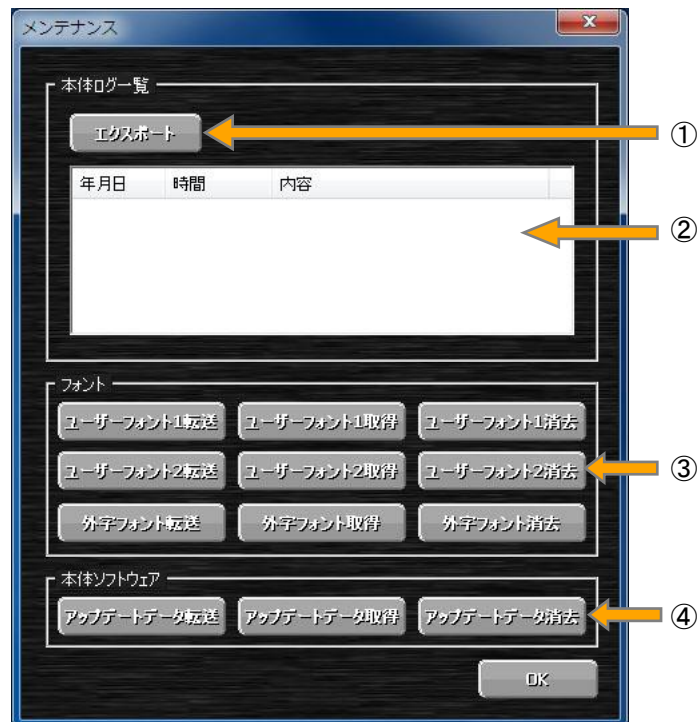 メンテナンス
本体ログ一覧
エクスポート
①
年月日 時間 内容
②
フォント
ユーザーフォント1転送 ユーザーフォント1取得 ユーザーフォント1消去
ユーザーフォント2転送 ユーザーフォント2取得 ユーザーフォント2消去
③
外字フォント転送 外字フォント取得 外字フォント消去
本体ソフトウェア
アップデートデータ転送 アップデートデータ取得 アップデートデータ消去
④
OK